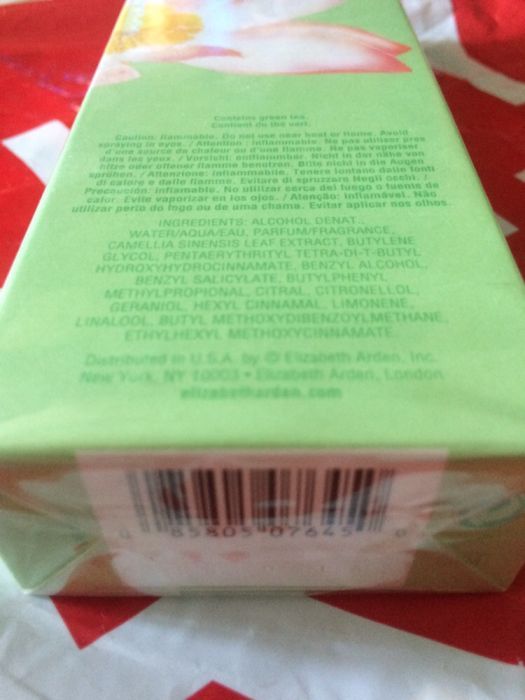 Contains green tea.
Contient du thé vert.
Caution: flammable. Do not use near heat or flame. Avoid
spraying in eyes. / Attention : inflammable. Ne pas utiliser près
d'une source de chaleur ou d'une flamme. Ne pas vaporiser
dans les yeux. / Vorsicht: entflammbar. Nicht in der nähe von
hitze oder offener flamme benutzen. Bitte nicht in die Augen
sprühen. / Attenzione: infiammabile. Tenere lontano dalle fonti
di calore e dalle fiamme. Evitare di spruzzare negli occhi. /
Precaución: inflamable. No utilizar cerca del fuego o fuente de
calor. Evite vaporizar en los ojos. / Atenção: inflamável. Não
utilizar perto do fogo ou de uma chama. Evitar aplicar nos olhos.
INGREDIENTS: ALCOHOL DENAT.,
WATER/AQUA/EAU, PARFUM/FRAGRANCE,
CAMELLIA SINENSIS LEAF EXTRACT, BUTYLENE
GLYCOL, PENTAERYTHRITYL TETRA-DI-T-BUTYL
HYDROXYHYDROCINNAMATE, BENZYL ALCOHOL,
BENZYL SALICYLATE, BUTYLPHENYL
METHYLPROPIONAL, CITRAL, CITRONELLOL,
GERANIOL, HEXYL CINNAMAL, LIMONENE,
LINALOOL, BUTYL METHOXYDIBENZOYLMETHANE,
ETHYLHEXYL METHOXYCINNAMATE
Distributed in U.S.A. by © Elizabeth Arden, Inc.
New York, NY 10003 • Elizabeth Arden, London
elizabetharden.com
0 85805 07645 0